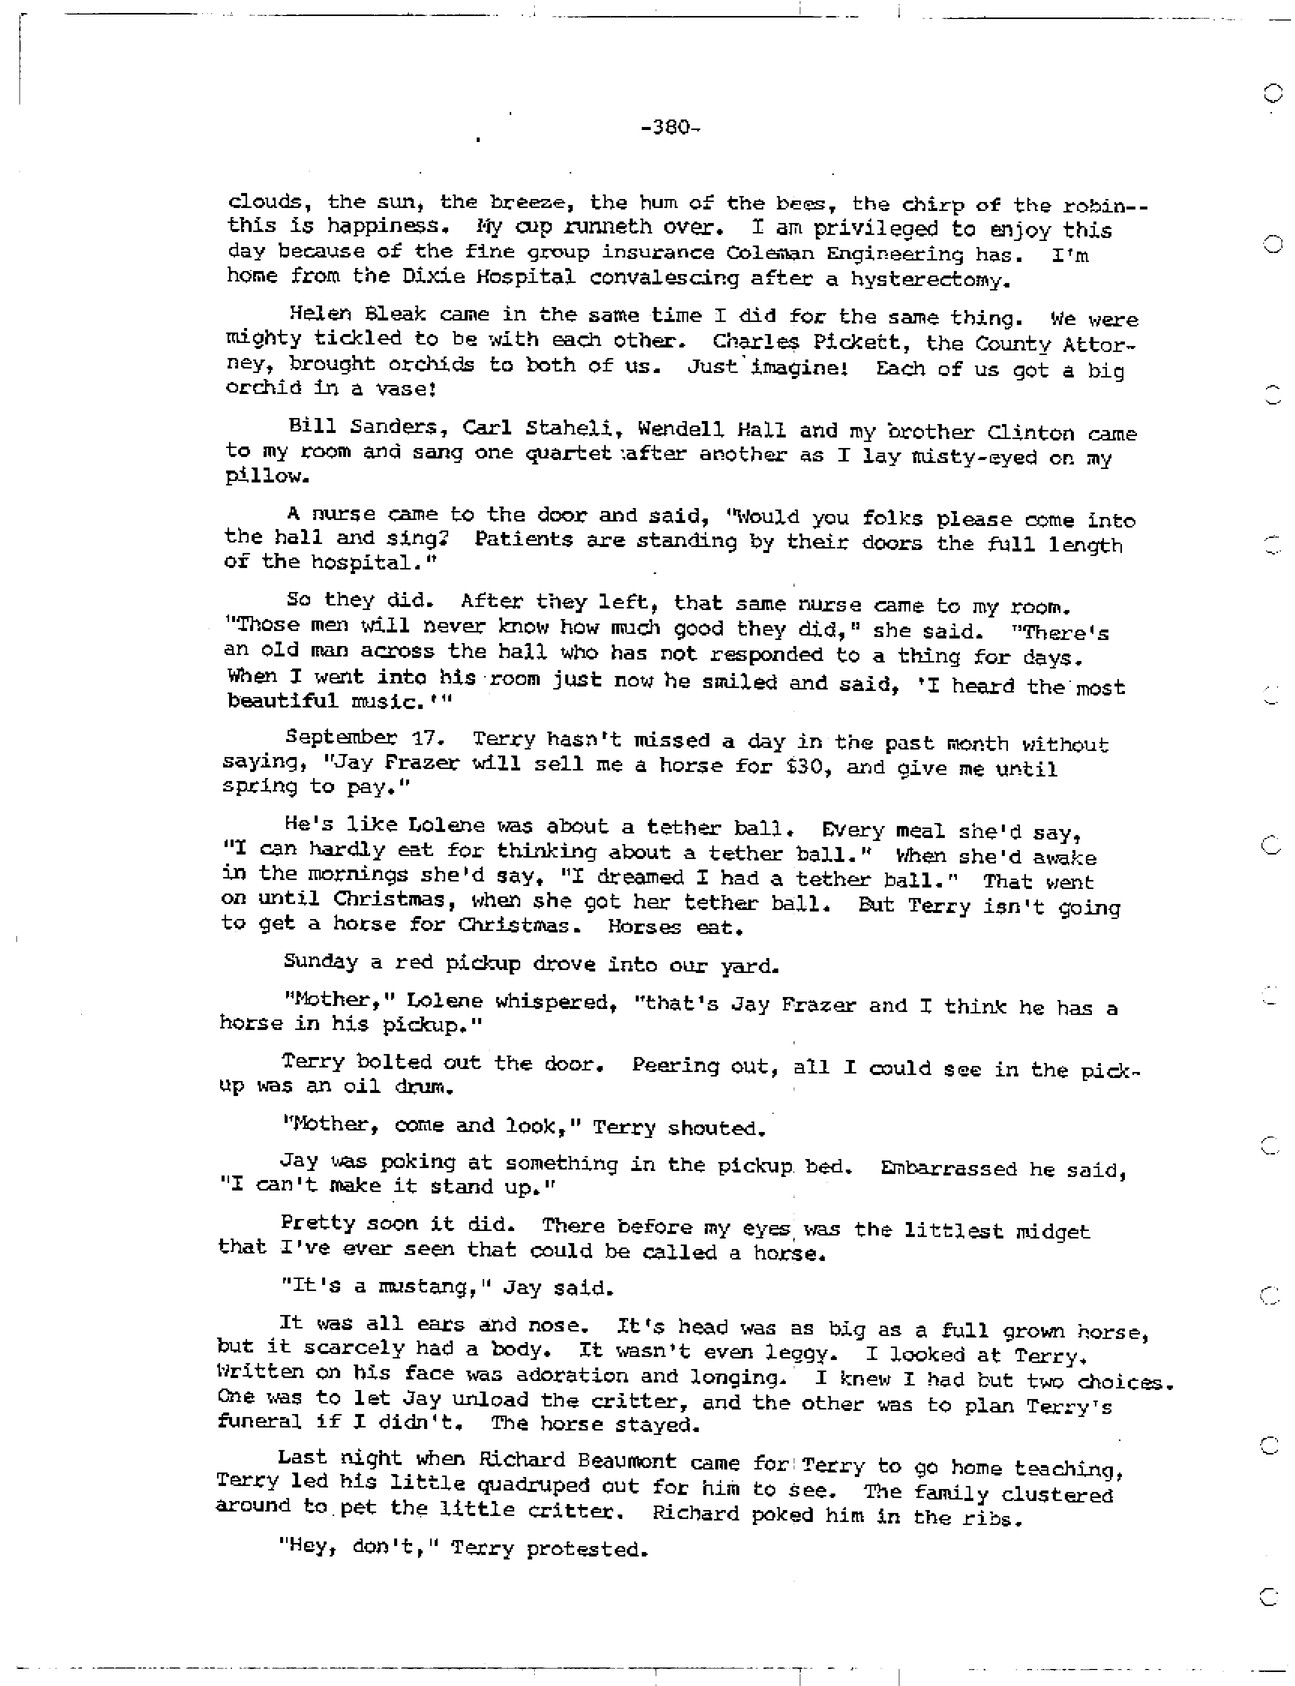 -380-
clouds, the sun, the breeze, the hum of the bees, the chirp of the robin--
this is happiness. My cup runneth over. I am privileged to enjoy this
day because of the fine group insurance Coleman Engineering has. I'm
home from the Dixie Hospital convalescing after a hysterectomy.
Helen Bleak came in the same time I did for the same thing. We were
mighty tickled to be with each other. Charles Pickett, the County Attor-
ney, brought orchids to both of us. Just imagine! Each of us got a big
orchid in a vase!
Bill Sanders, Carl Staheli, Wendell Hall and my brother Clinton came
to my room and sang one quartet after another as I lay misty-eyed on my
pillow.
A nurse came to the door and said, "Would you folks please come into
the hall and sing? Patients are standing by their doors the full length
of the hospital."
So they did. After they left, that same nurse came to my room.
"Those men will never know how much good they did," she said. "There's
an old man across the hall who has not responded to a thing for days.
When I went into his room just now he smiled and said, 'I heard the most
beautiful music.'"
September 17. Terry hasn't missed a day in the past month without
saying, "Jay Frazer will sell me a horse for $30, and give me until
spring to pay."
He's like Lolene was about a tether ball. Every meal she'd say,
"I can hardly eat for thinking about a tether ball." When she'd awake
in the mornings she'd say, "I dreamed I had a tether ball." That went
on until Christmas, when she got her tether ball. But Terry isn't going
to get a horse for Christmas. Horses eat.
Sunday a red pickup drove into our yard.
"Mother," Lolene whispered, "that's Jay Frazer and I think he has a
horse in his pickup."
Terry bolted out the door. Peering out, all I could see in the pick-
up was an oil drum.
"Mother, come and look," Terry shouted.
Jay was poking at something in the pickup bed. Embarrassed he said,
"I can't make it stand up."
Pretty soon it did. There before my eyes was the littlest midget
that I've ever seen that could be called a horse.
"It's a mustang," Jay said.
It was all ears and nose. It's head was as big as a full grown horse,
but it scarcely had a body. It wasn't even leggy. I looked at Terry.
Written on his face was adoration and longing. I knew I had but two choices.
One was to let Jay unload the critter, and the other was to plan Terry's
funeral if I didn't. The horse stayed.
Last night when Richard Beaumont came for Terry to go home teaching,
Terry led his little quadruped out for him to see. The family clustered
around to pet the little critter. Richard poked him in the ribs.
"Hey, don't," Terry protested.